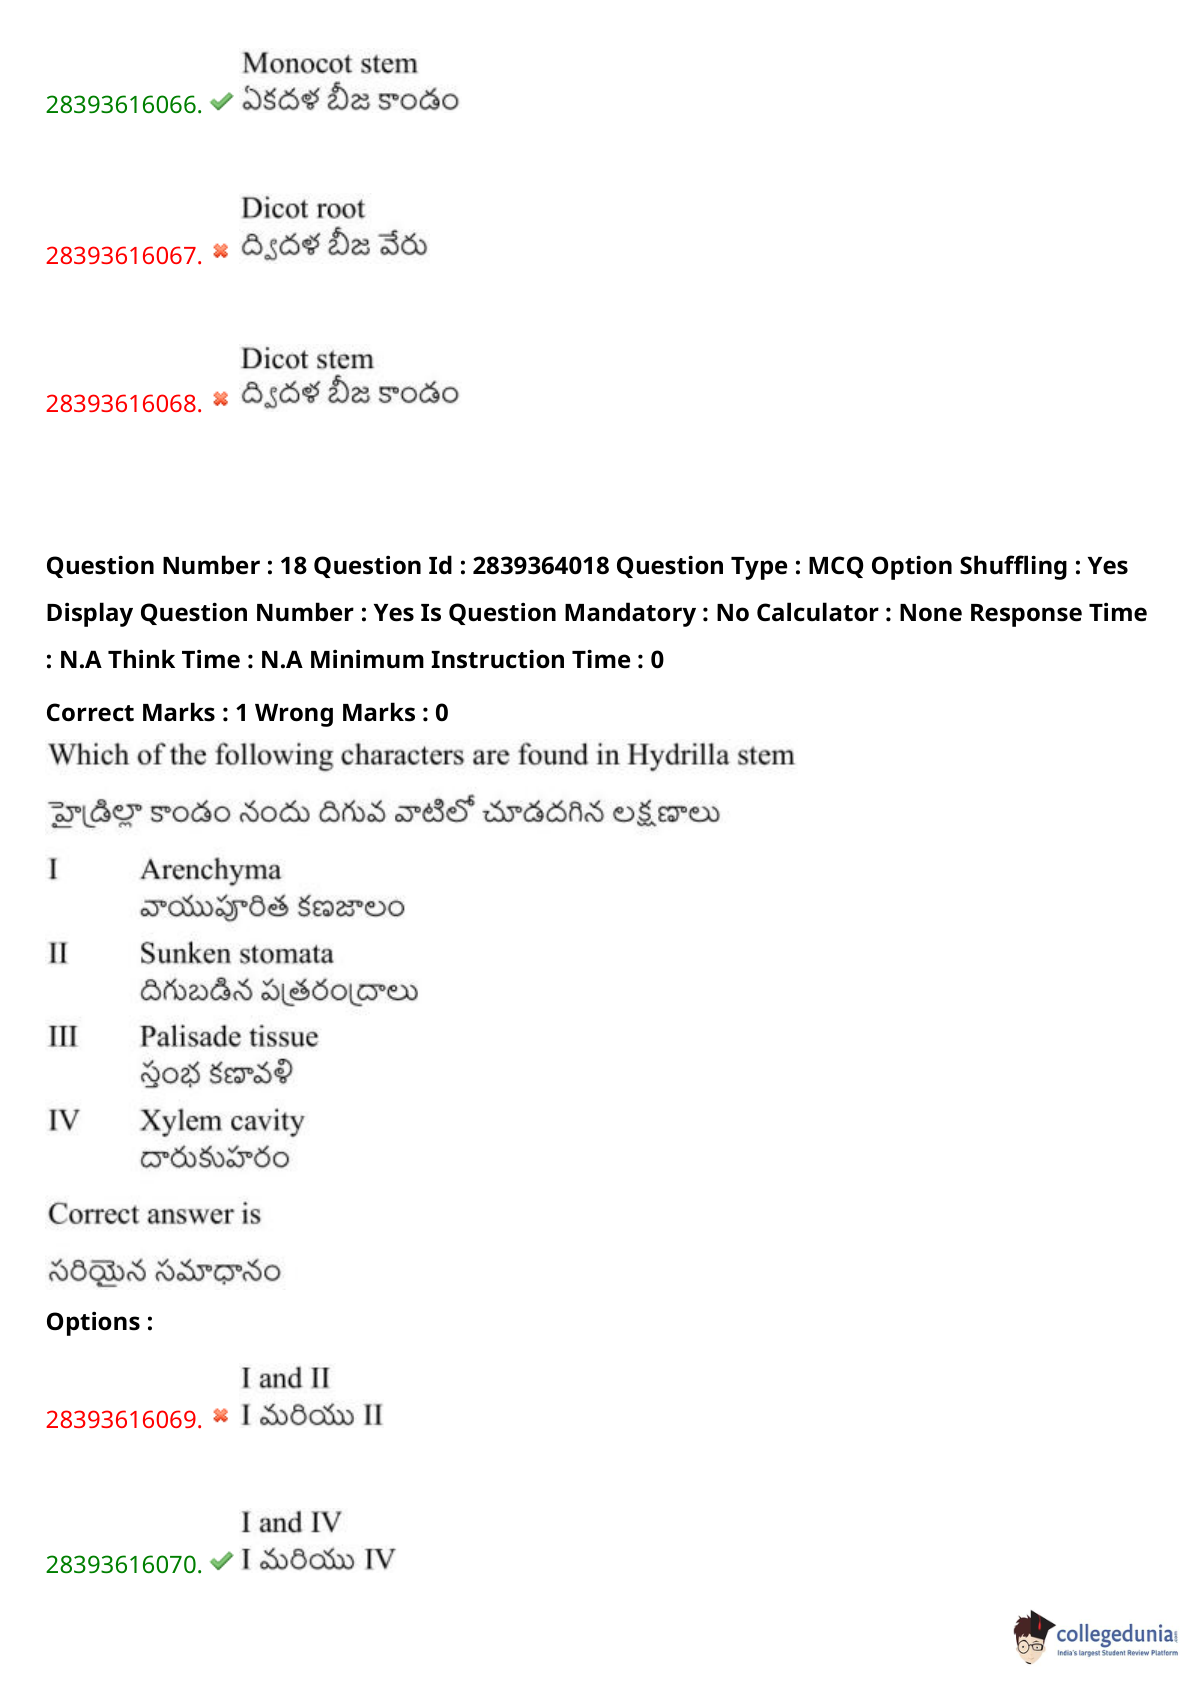 Monocot stem
28393616066. ఏకదళ బీజ కాండం
Dicot root
28393616067. ద్విదళ బీజ వేరు
Dicot stem
28393616068. ద్విదళ బీజ కాండం
Question Number : 18 Question Id : 2839364018 Question Type : MCQ Option Shuffling : Yes
Display Question Number : Yes Is Question Mandatory : No Calculator : None Response Time
: N.A Think Time : N.A Minimum Instruction Time : 0
Correct Marks : 1 Wrong Marks : 0
Which of the following characters are found in Hydrilla stem
హైడ్రిల్లా కాండం నందు దిగువ వాటిలో చూడదగిన లక్షణాలు
I Arenchyma
వాయుపూరిత కణజాలం
II Sunken stomata
దిగుబడిన పత్రరంద్రాలు
III Palisade tissue
స్తంభ కణావళి
IV Xylem cavity
దారుకుహరం
Correct answer is
సరియైన సమాధానం
Options :
I and II
28393616069. I మరియు II
I and IV
28393616070. I మరియు IV
collegedunia
India's largest Student Review Platform